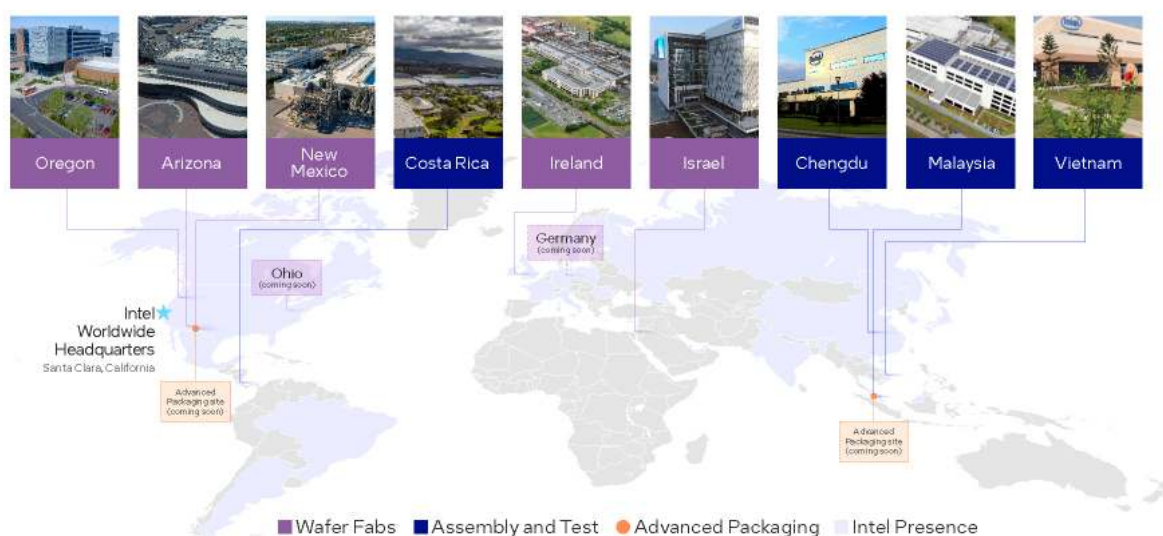 Oregon
Arizona
New
Mexico
Costa Rica
Ireland
Israel
Chengdu
Malaysia
Vietnam
intel
intel
Germany
(coming soon)
Ohio
(coming soon)
Intel
Worldwide
Headquarters
Santa Clara, California
Advanced
Packaging site
(coming soon)
Advanced
Packaging site
(coming soon)
Wafer Fabs
Assembly and Test
Advanced Packaging
Intel Presence